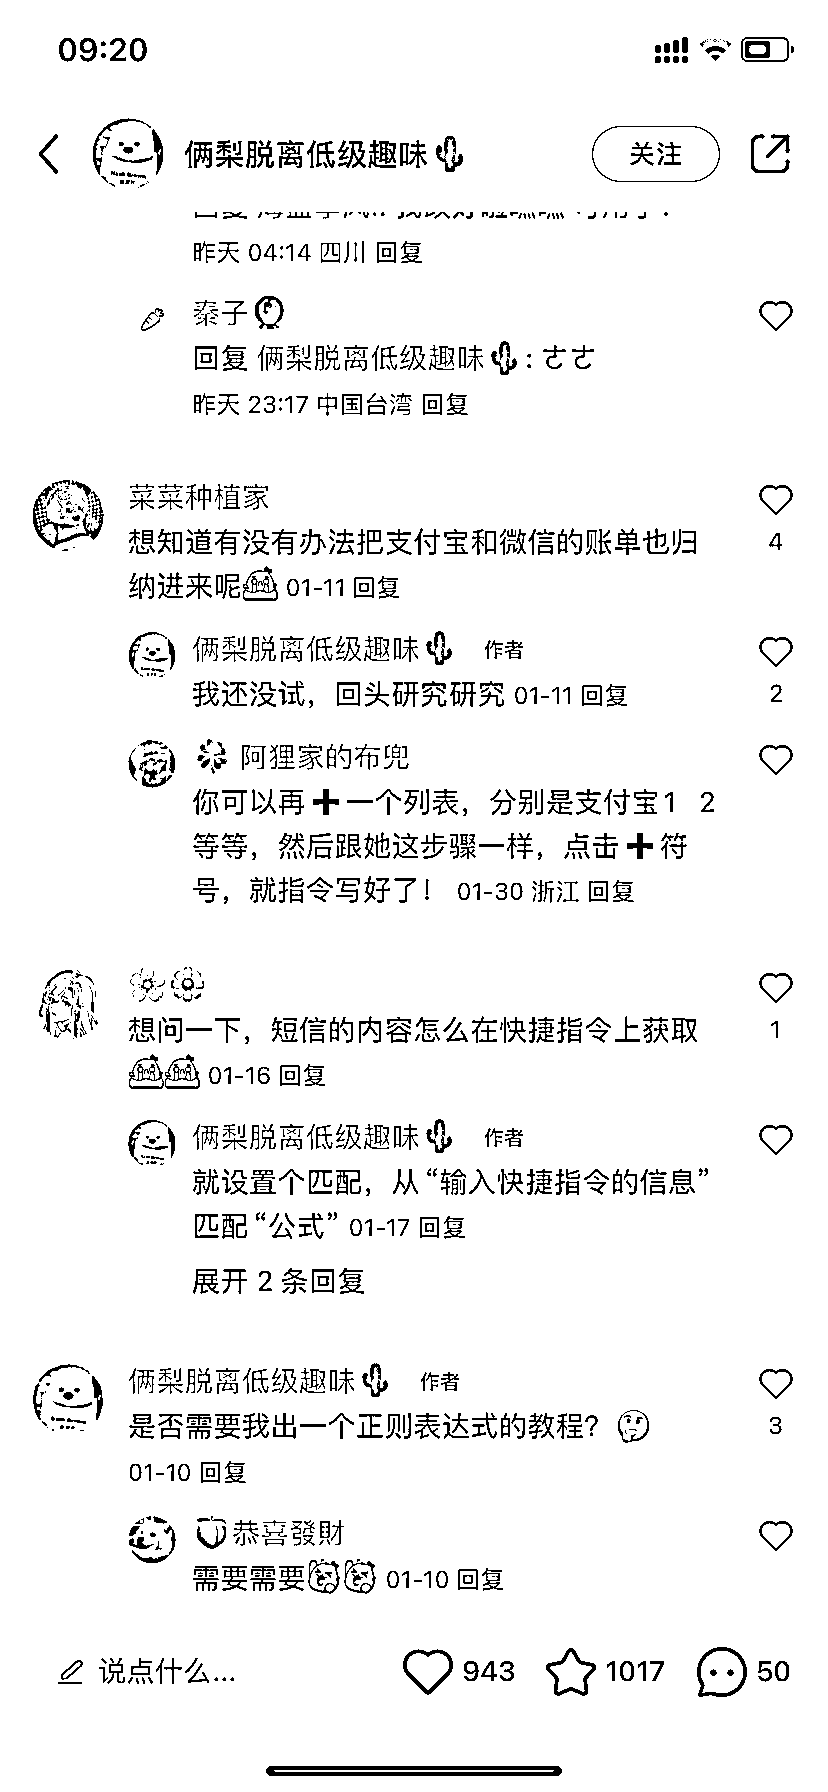 09:20
俩梨脱离低级趣味🌵 关注
昨天 04:14 四川 回复
秦子
回复 俩梨脱离低级趣味🌵: さささ
昨天 23:17 中国台湾 回复
菜菜种植家
想知道有没有办法把支付宝和微信的账单也归
4
纳进来呢 01-11 回复
俩梨脱离低级趣味🌵 作者
我还没试，回头研究研究 01-11 回复
2
🍀 阿狸家的布兜
你可以再➕一个列表，分别是支付宝1 2
等等，然后跟她这步骤一样，点击➕符
号，就指令写好了！ 01-30 浙江 回复
🌸🌼
想问一下，短信的内容怎么在快捷指令上获取
1
01-16 回复
俩梨脱离低级趣味🌵 作者
就设置个匹配，从“输入快捷指令的信息”
匹配“公式” 01-17 回复
展开 2 条回复
俩梨脱离低级趣味🌵 作者
是否需要我出一个正则表达式的教程？🤔
3
01-10 回复
🍑恭喜發財
需要需要 01-10 回复
说点什么... 943 1017 50